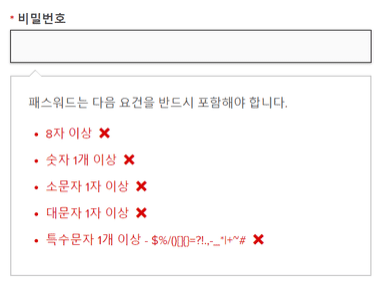 * 비밀번호
패스워드는 다음 요건을 반드시 포함해야 합니다.
• 8자 이상 ✖
• 숫자 1개 이상 ✖
• 소문자 1자 이상 ✖
• 대문자 1자 이상 ✖
• 특수문자 1개 이상 - $%/()[]{}=?!.,-_*|+~# ✖